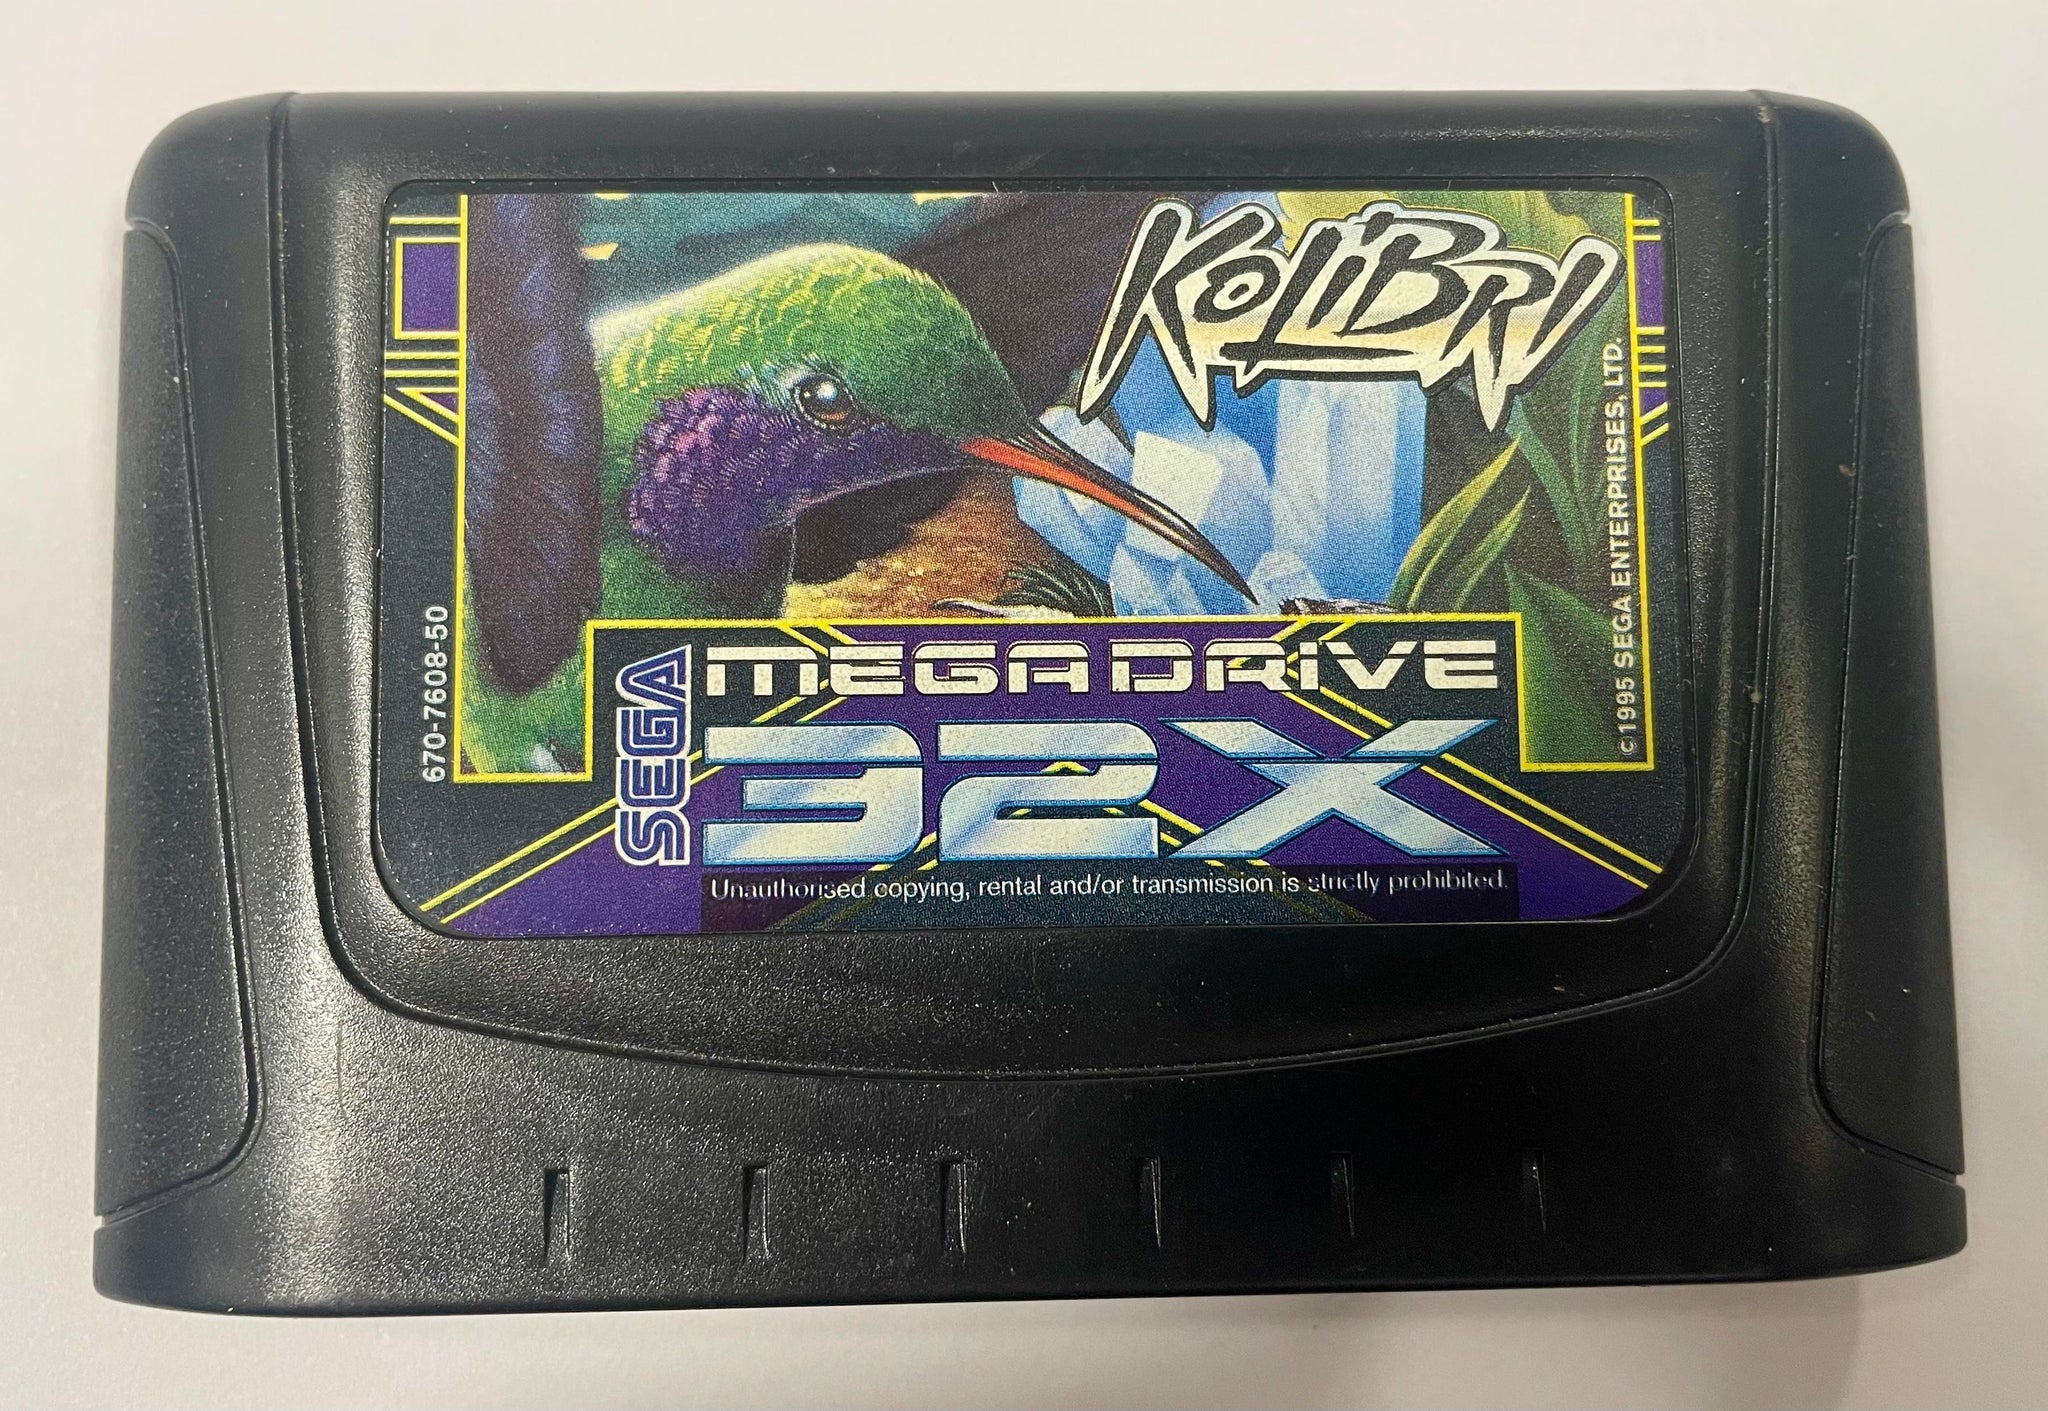 KOLIBRI
670-7608-50
©1995 SEGA ENTERPRISES, LTD.
SEGA
MEGA DRIVE
32X
Unauthorised copying, rental and/or transmission is strictly prohibited.